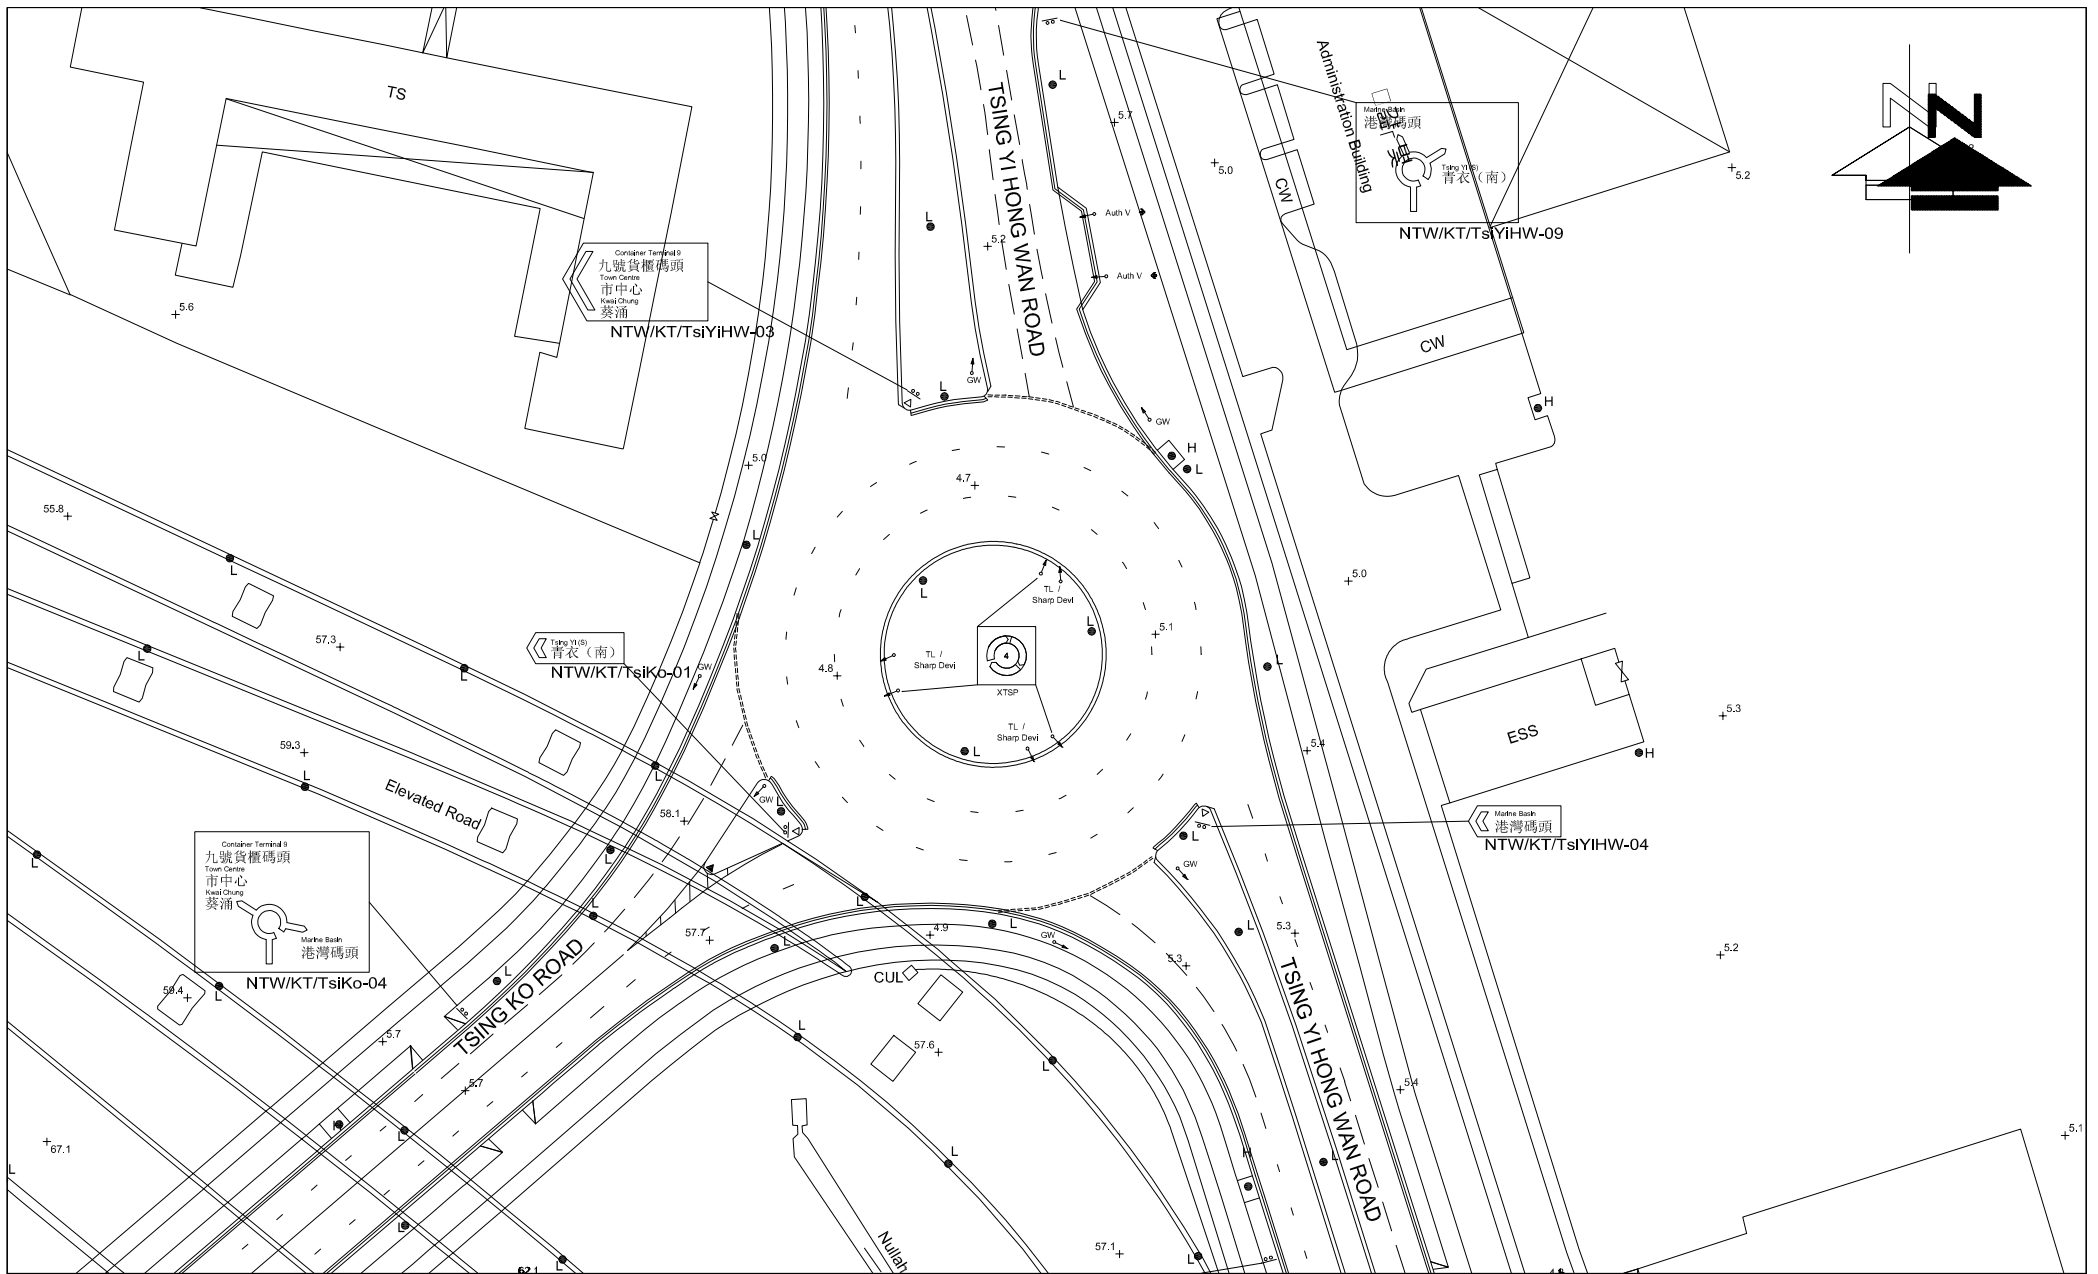 TS
TSING YI HONG WAN ROAD
L
5.7
5.0
CW
Administration Building
Marine Basin
港灣碼頭
Tsing Yi (S)
青衣（南）
NTW/KT/TsiYiHW-09
5.2
N
N
Auth V
Auth V
L
5.2
Container Terminal 9
九號貨櫃碼頭
Town Centre
市中心
Kwai Chung
葵涌
NTW/KT/TsiYiHW-03
5.6
CW
GW
L
GW
H
H
L
5.0
4.7
55.8
L
L
L
TL /
Sharp Devi
5.0
57.3
L
L
5.1
Tsing Yi (S)
青衣（南）
NTW/KT/TsiKo-01
GW
4.8
TL /
Sharp Devi
4
XTSP
L
L
59.3
L
L
TL /
Sharp Devi
L
5.4
5.3
ESS
H
Elevated Road
58.1
GW
L
L
Marine Basin
港灣碼頭
NTW/KT/TsiYiHW-04
L
Container Terminal 9
九號貨櫃碼頭
Town Centre
市中心
Kwai Chung
葵涌
Marine Basin
港灣碼頭
NTW/KT/TsiKo-04
L
L
GW
L
L
57.7
L
4.9
L
GW
L
5.3
5.3
5.2
59.4
L
L
TSING KO ROAD
CUL
TSING YI HONG WAN ROAD
5.7
5.7
L
57.6
L
5.4
H
L
67.1
L
L
H
L
5.1
L
Nullah
57.1
L
62.1
L